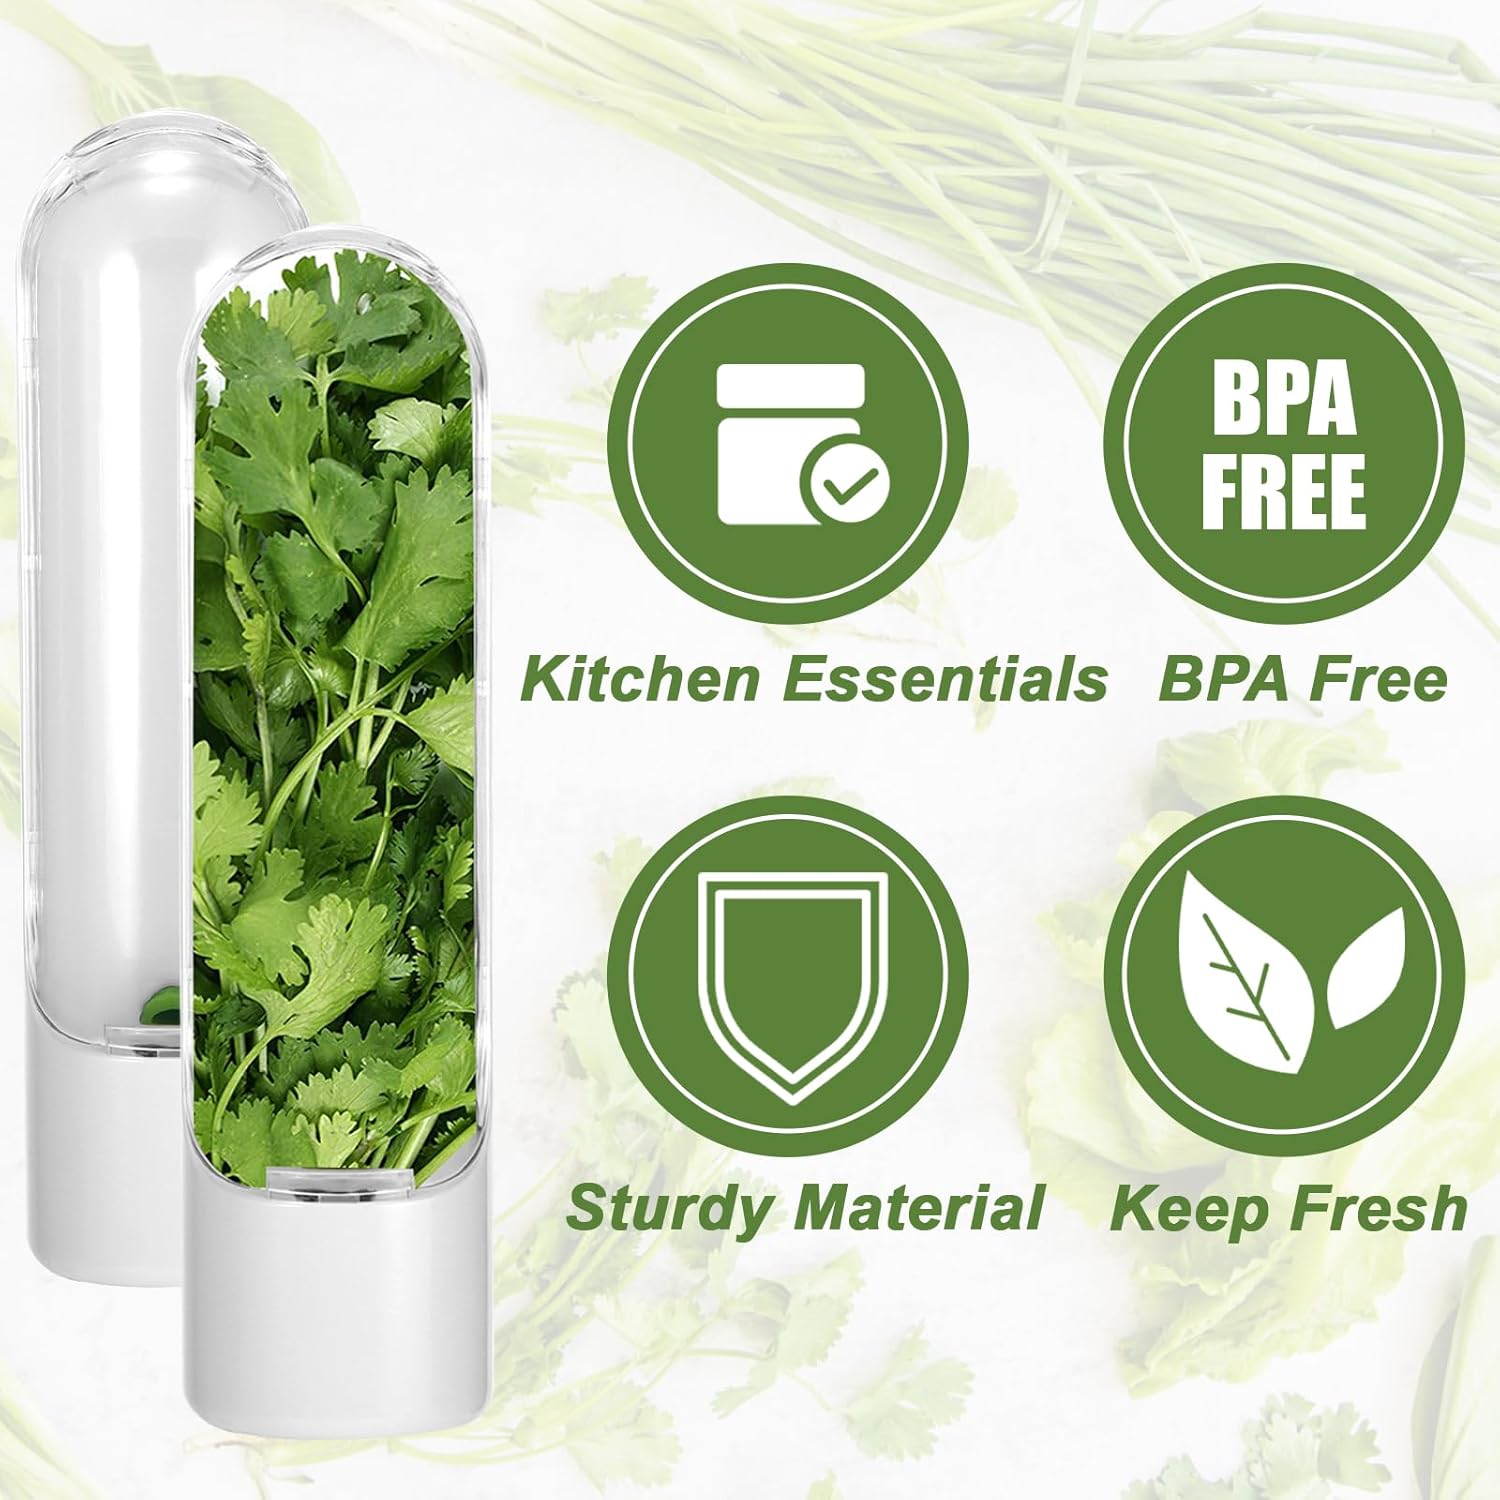 BPA
FREE
Kitchen Essentials
BPA Free
Sturdy Material
Keep Fresh